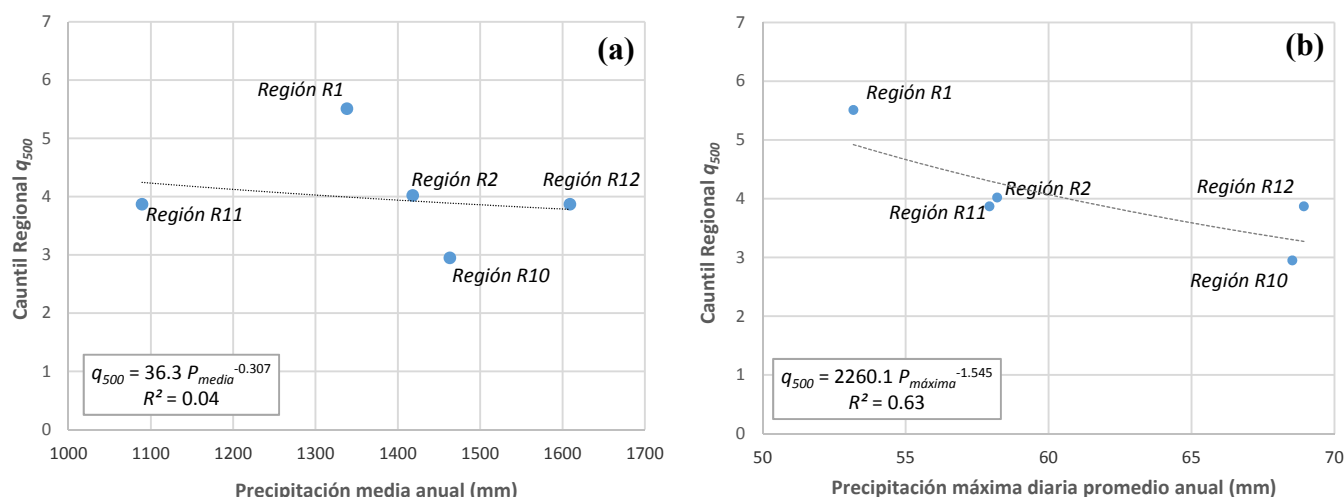 (a)
Cauntil Regional q500
7
6
5
4
3
2
1
0
Región R1
Región R2
Región R12
Región R11
Región R10
q500 = 36.3 Pmedia^-0.307
R² = 0.04
1000 1100 1200 1300 1400 1500 1600 1700
Precipitación media anual (mm)
(b)
Cauntil Regional q500
7
6
5
4
3
2
1
0
Región R1
Región R2
Región R12
Región R11
Región R10
q500 = 2260.1 Pmáxima^-1.545
R² = 0.63
50 55 60 65 70
Precipitación máxima diaria promedio anual (mm)